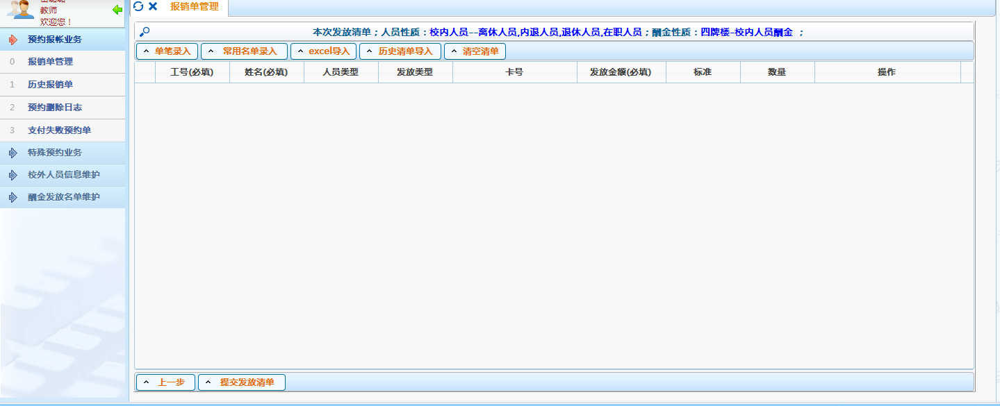 教师
欢迎您！
预约报帐业务
0 报销单管理
1 历史报销单
2 预约删除日志
3 支付失败预约单
特殊预约业务
校外人员信息维护
酬金发放名单维护
报销单管理
本次发放清单；人员性质：校内人员--离休人员,内退人员,退休人员,在职人员；酬金性质：四牌楼-校内人员酬金 ；
单笔录入 常用名单录入 excel导入 历史清单导入 清空清单
工号(必填) 姓名(必填) 人员类型 发放类型 卡号 发放金额(必填) 标准 数量 操作
上一步 提交发放清单